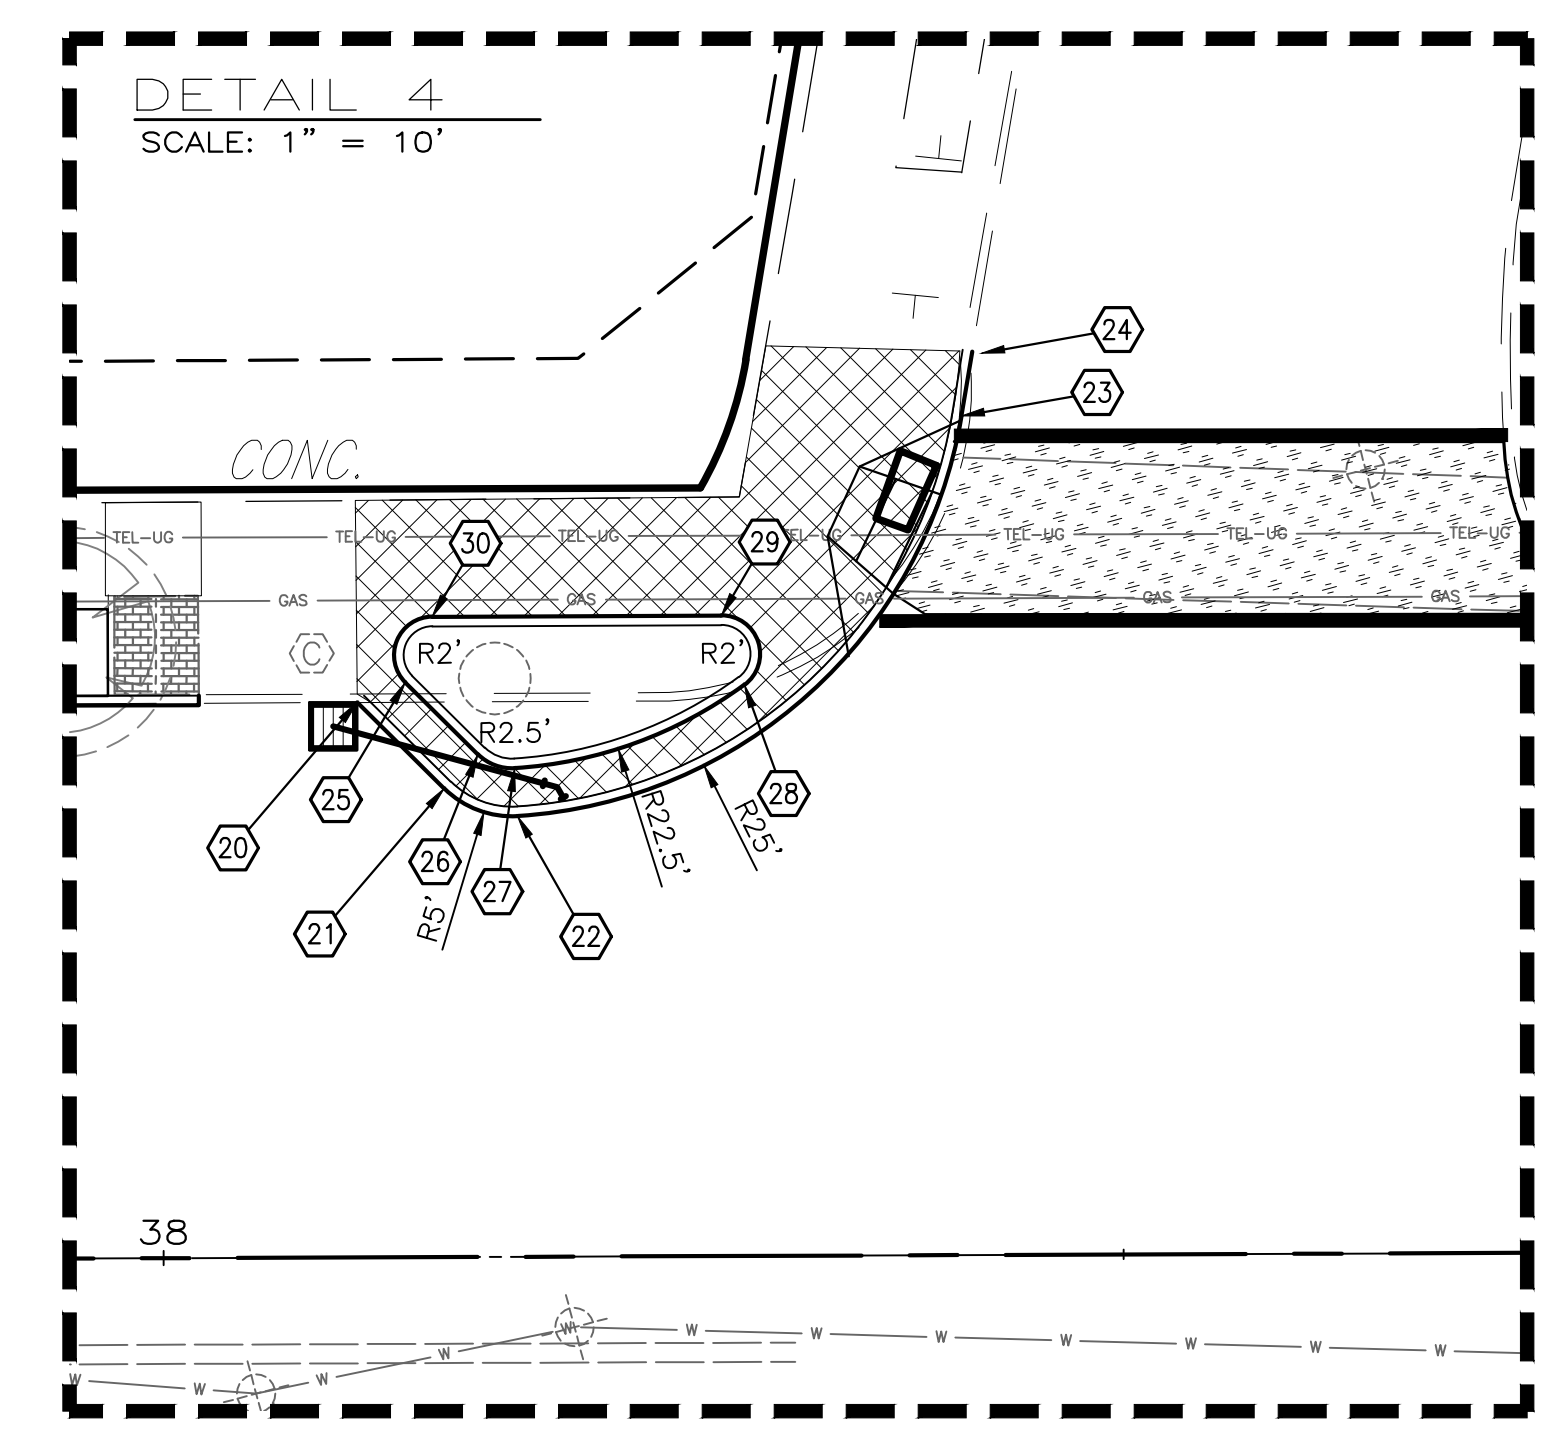 DETAIL 4
SCALE: 1” = 10’
24
23
CONC.
TEL-UG TEL-UG TEL-UG TEL-UG TEL-UG TEL-UG TEL-UG
30
29
GAS GAS GAS GAS GAS
C
R2’
R2’
R2.5’
25
28
20
26
R22.5’
R25’
27
R5’
21
22
38
W W W W W W W W
W W W W